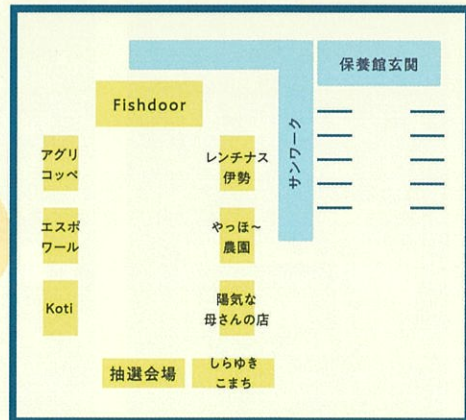 保養館玄関
サンワーク
Fishdoor
アグリ
コッペ
レンチナス
伊勢
エスポ
ワール
やっほ~
農園
Koti
陽気な
母さんの店
抽選会場
しらゆき
こまち